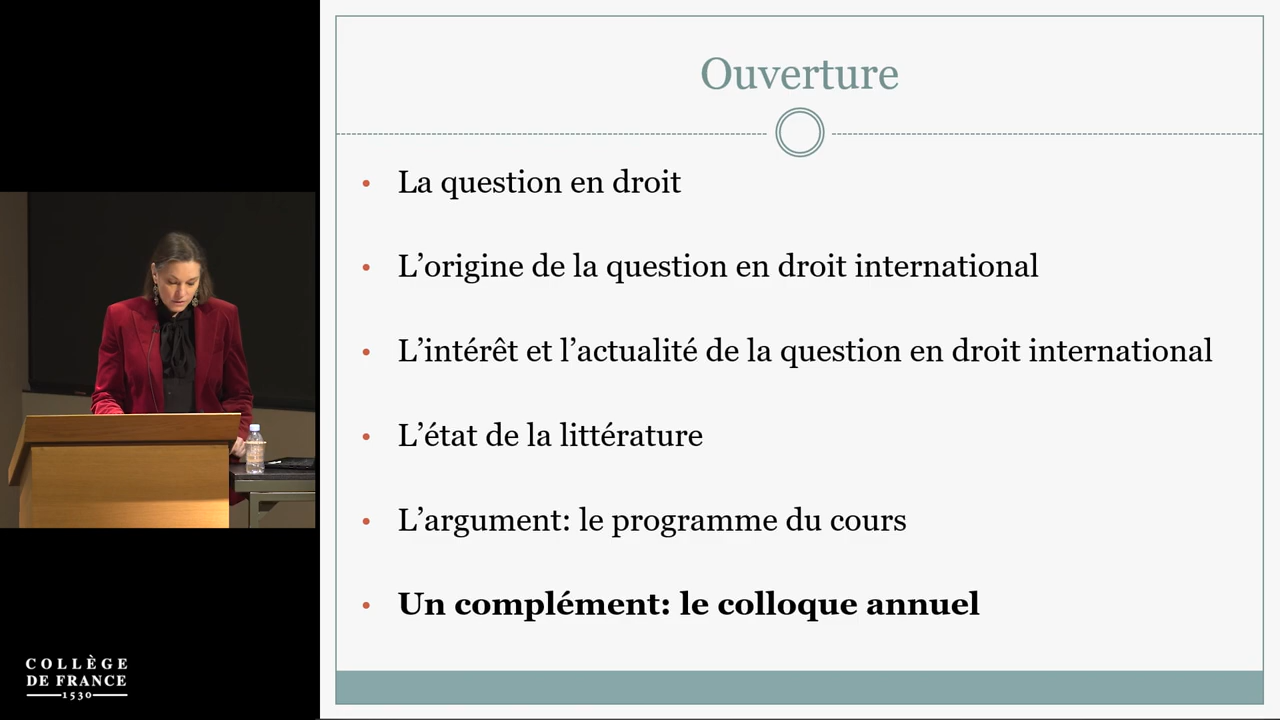 Ouverture
La question en droit
L’origine de la question en droit international
L’intérêt et l’actualité de la question en droit international
L’état de la littérature
L’argument: le programme du cours
Un complément: le colloque annuel
COLLÈGE
DE FRANCE
1530